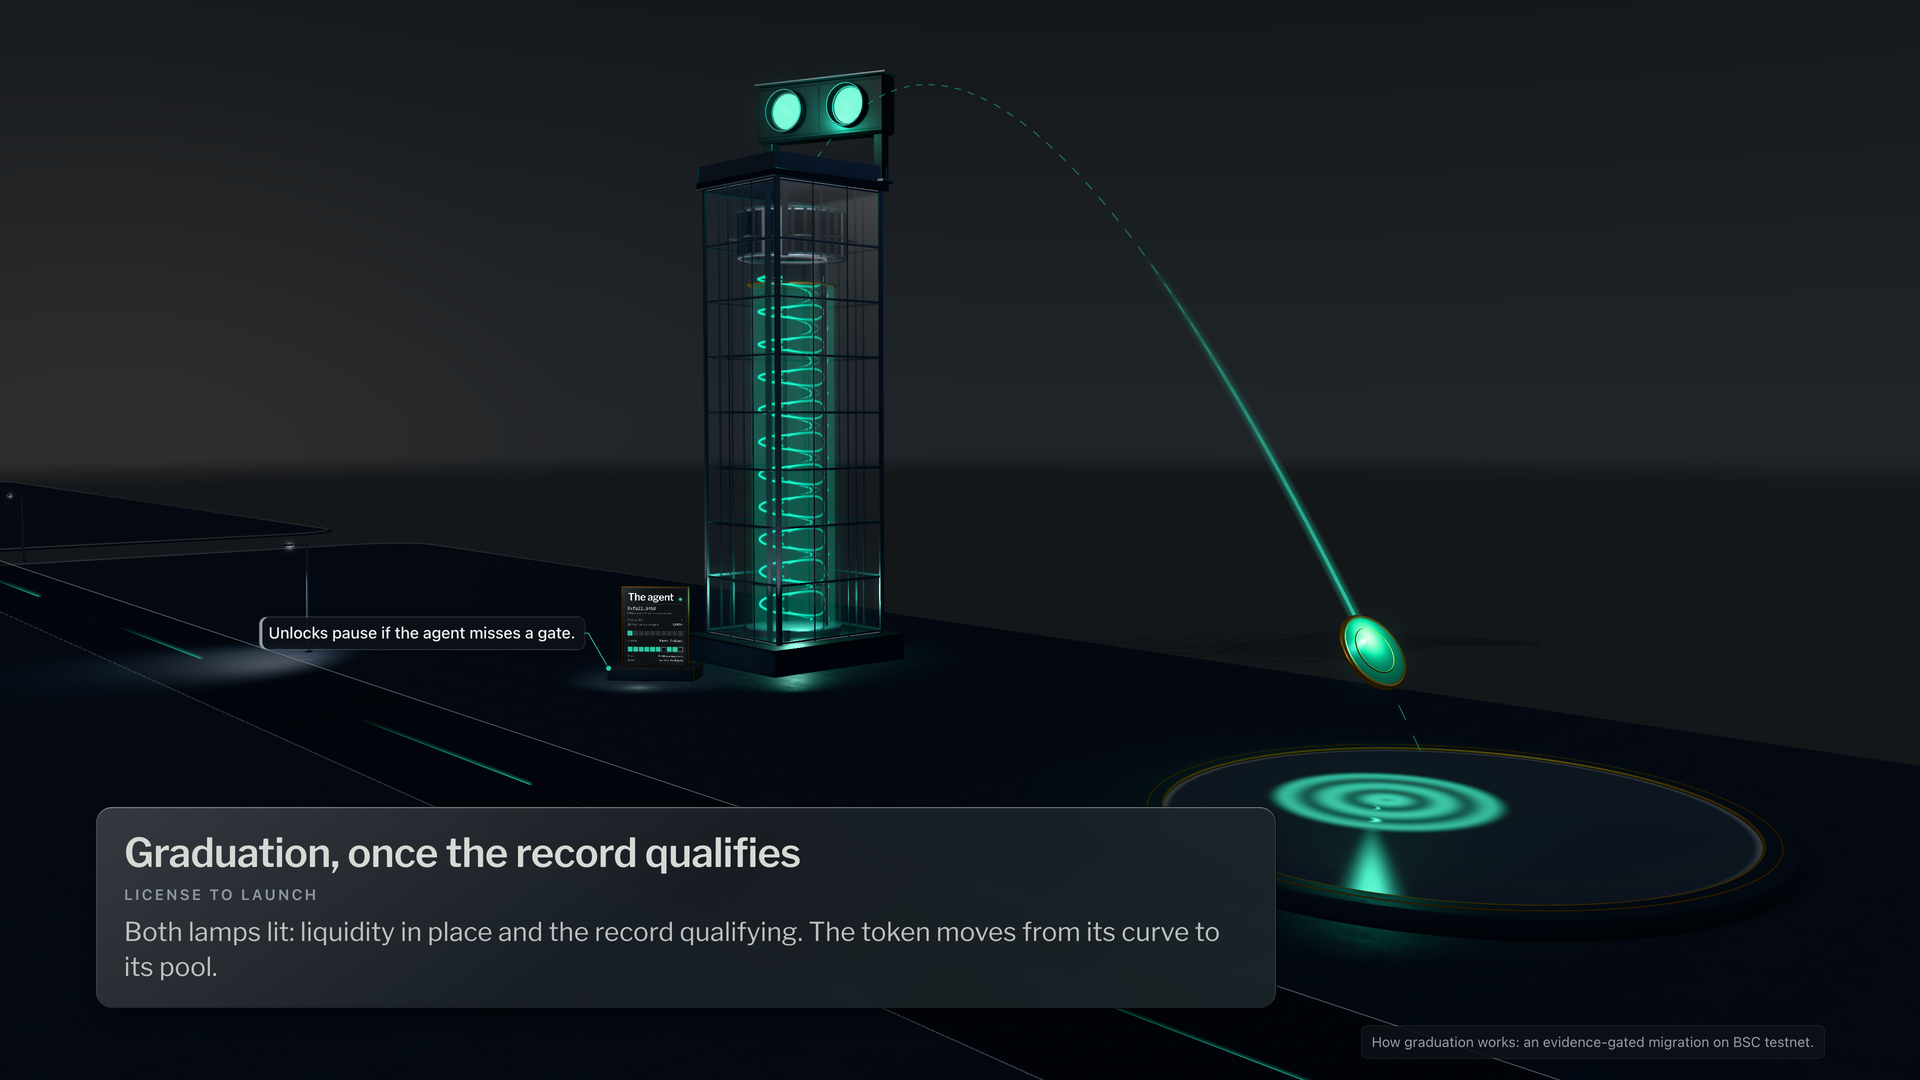 The agent
Unlocks pause if the agent misses a gate.
Graduation, once the record qualifies
LICENSE TO LAUNCH
Both lamps lit: liquidity in place and the record qualifying. The token moves from its curve to
its pool.
How graduation works: an evidence-gated migration on BSC testnet.